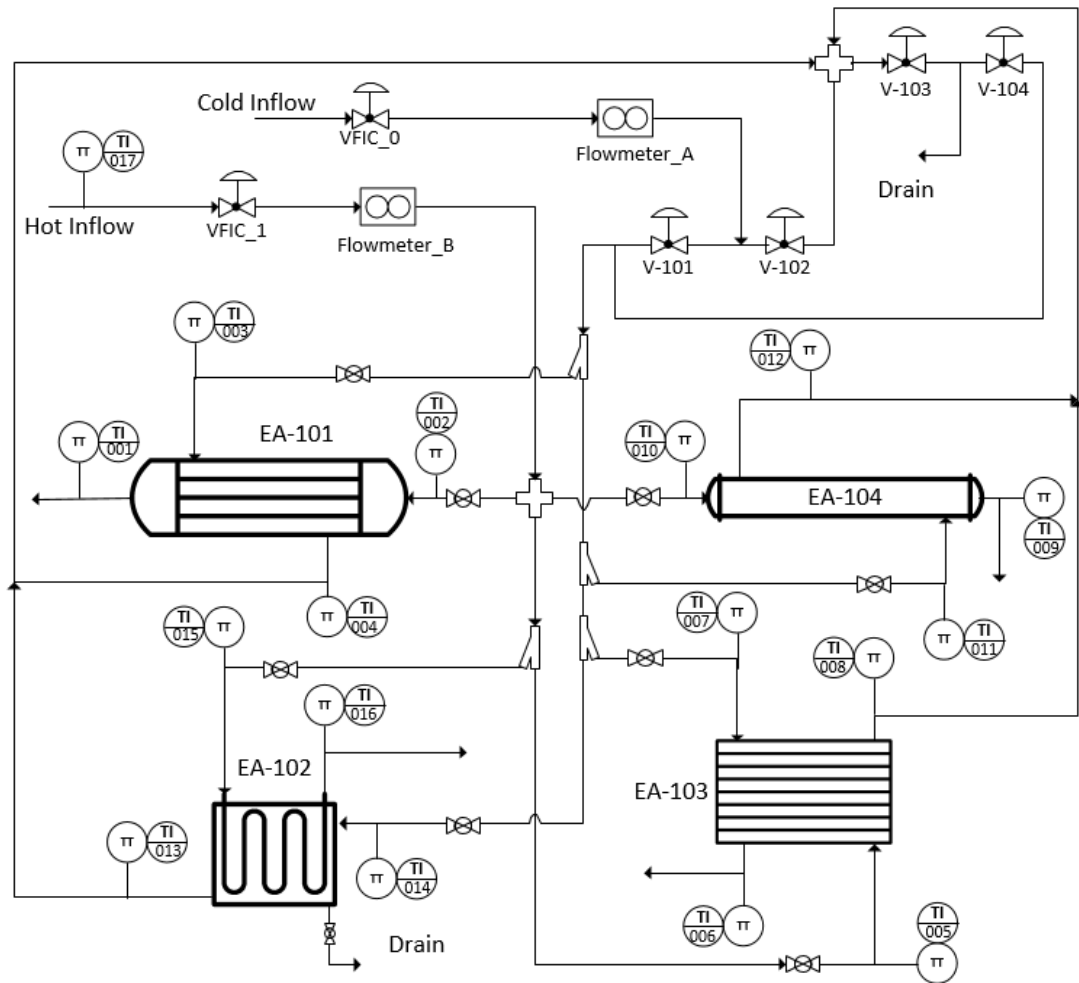 V-103
V-104
Cold Inflow
VFIC_0
Flowmeter_A
Drain
TT
TI
017
Hot Inflow
VFIC_1
Flowmeter_B
V-101
V-102
TT
TI
003
TI
012
TT
TI
002
TT
EA-101
TT
TI
001
TI
010
TT
EA-104
TT
TI
009
TI
015
TT
TT
TI
004
TI
007
TT
TT
TI
011
TI
008
TT
TT
TI
016
EA-102
EA-103
TT
TI
013
TT
TI
014
TI
006
TT
TI
005
TT
Drain